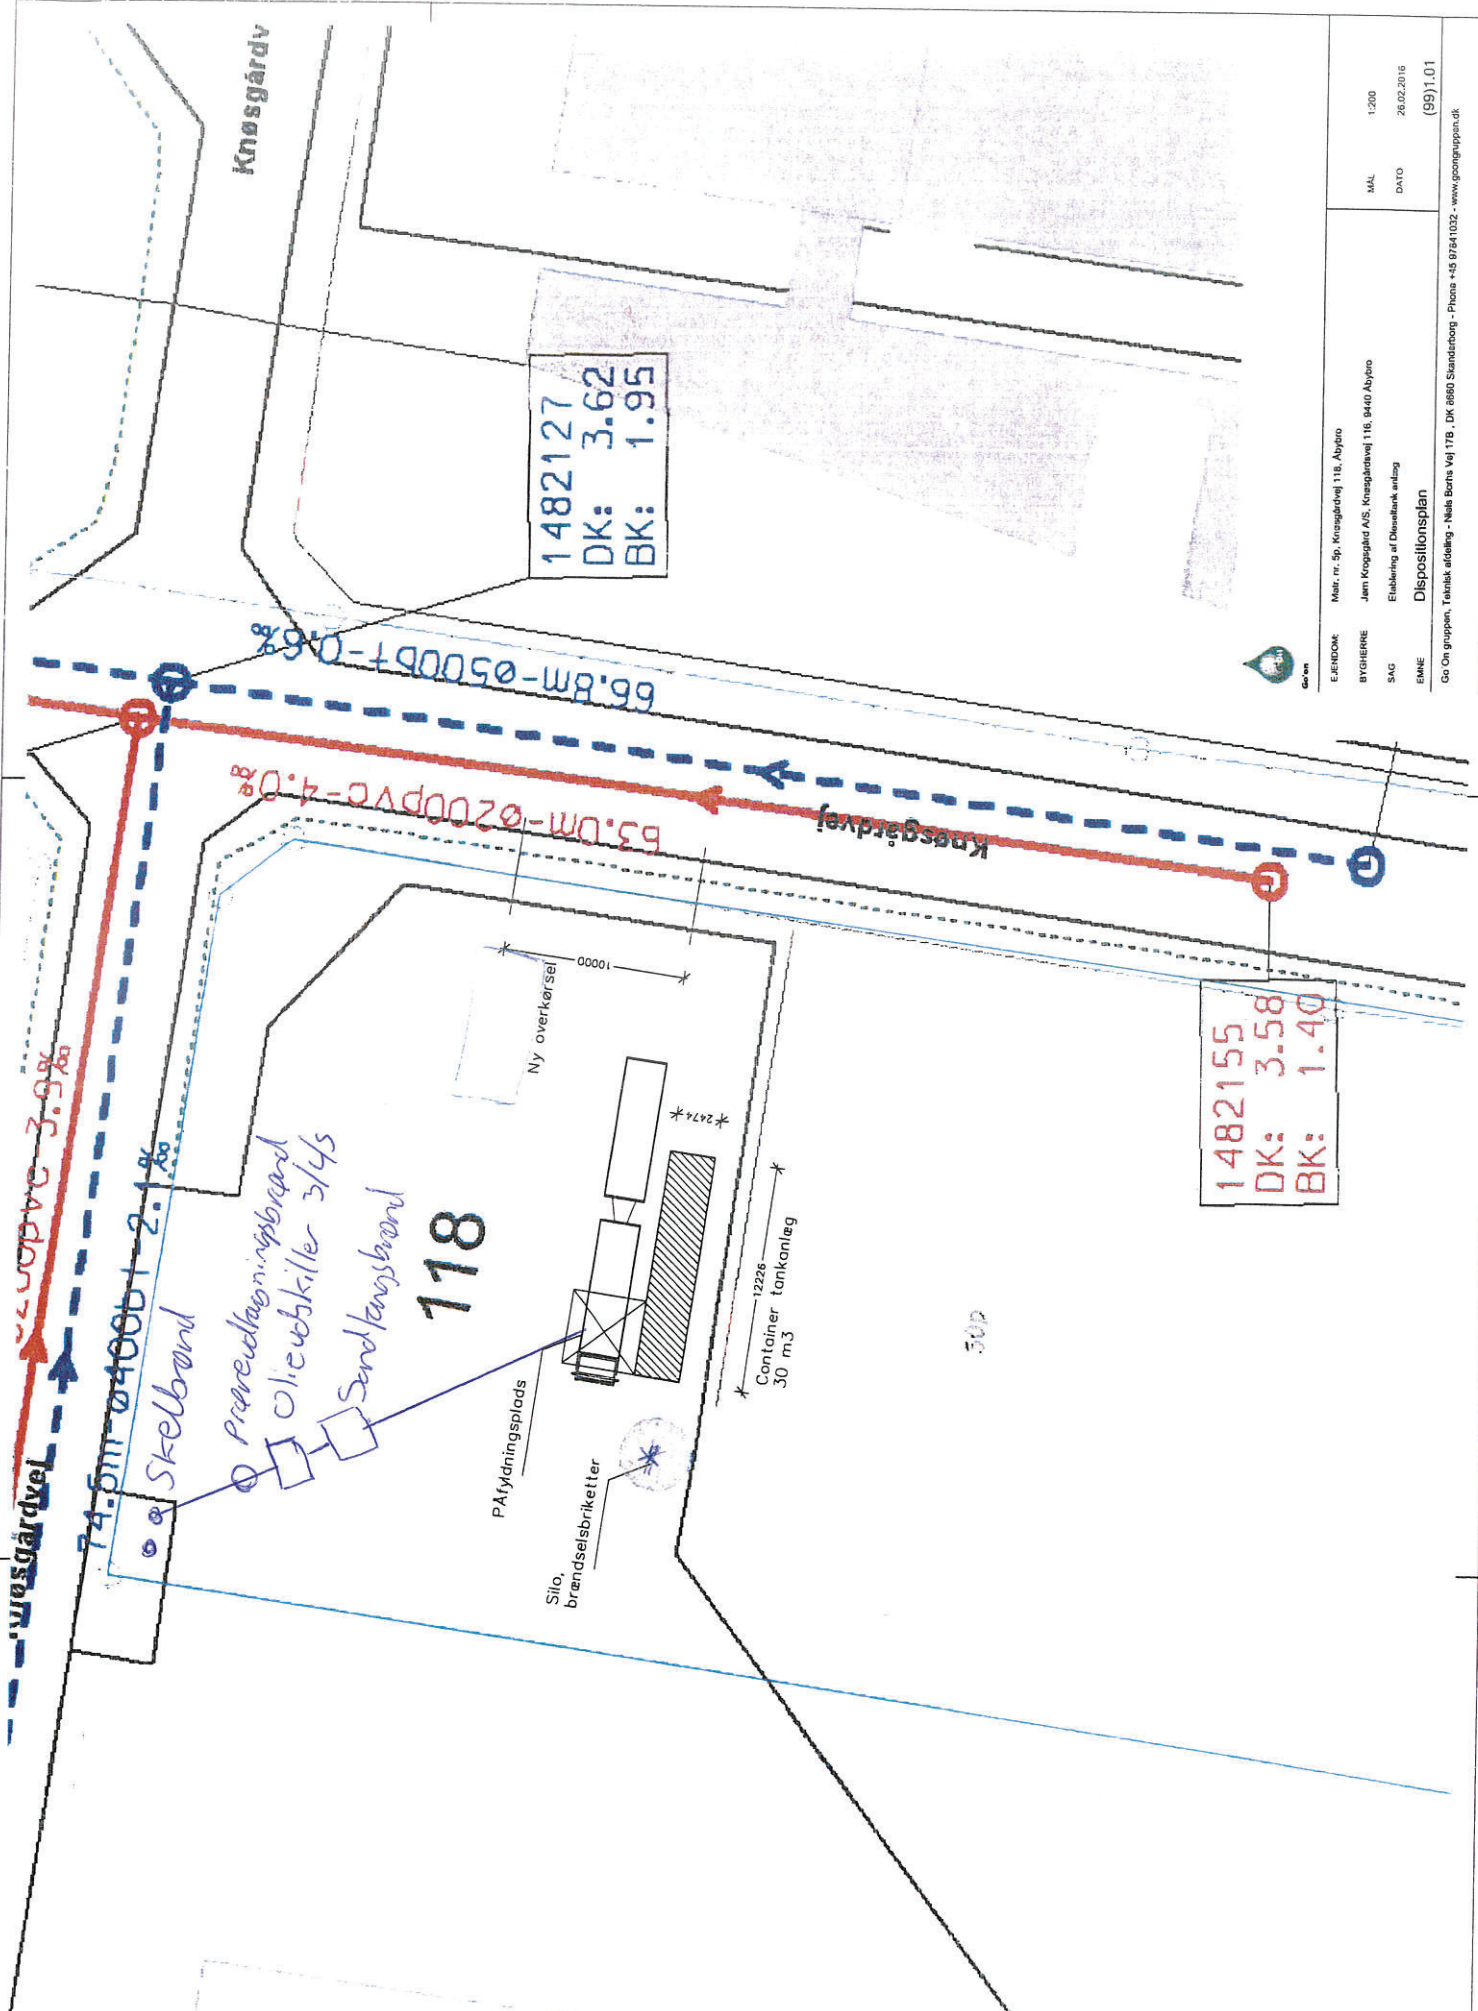 Knøsgårdv
1482127
DK: 3.62
BK: 1.95
66.8m-ø500bt-0.6‰
63.0m-ø200pvc-4.0‰
Knøsgårdvej
3.9‰
74.5m-ø400bt-2.1‰
Skelbrønd
Prøveudtagningsbrønd
Olieudskiller 3/4/s
Sandfangsbrønd
118
Ny overkørsel
10000
2474
12226
Container tankanlæg
30 m3
PÅfyldningsplads
Silo,
brændselsbriketter
1482155
DK: 3.58
BK: 1.40
Go'on
EJENDOM: Matr. nr. 5p, Knøsgårdvej 118, Åbybro
BYGHERRE Jørn Krogsgård A/S, Knøsgårdsvej 116, 9440 Åbybro
SAG Etablering af Dieseltank anlæg
EMNE Dispositionsplan
MÅL 1:200
DATO 26.02.2016
(99)1.01
Go'On gruppen, Teknisk afdeling - Niels Bohrs Vej 17B, DK 8660 Skanderborg - Phone +45 97841032 - www.goongruppen.dk